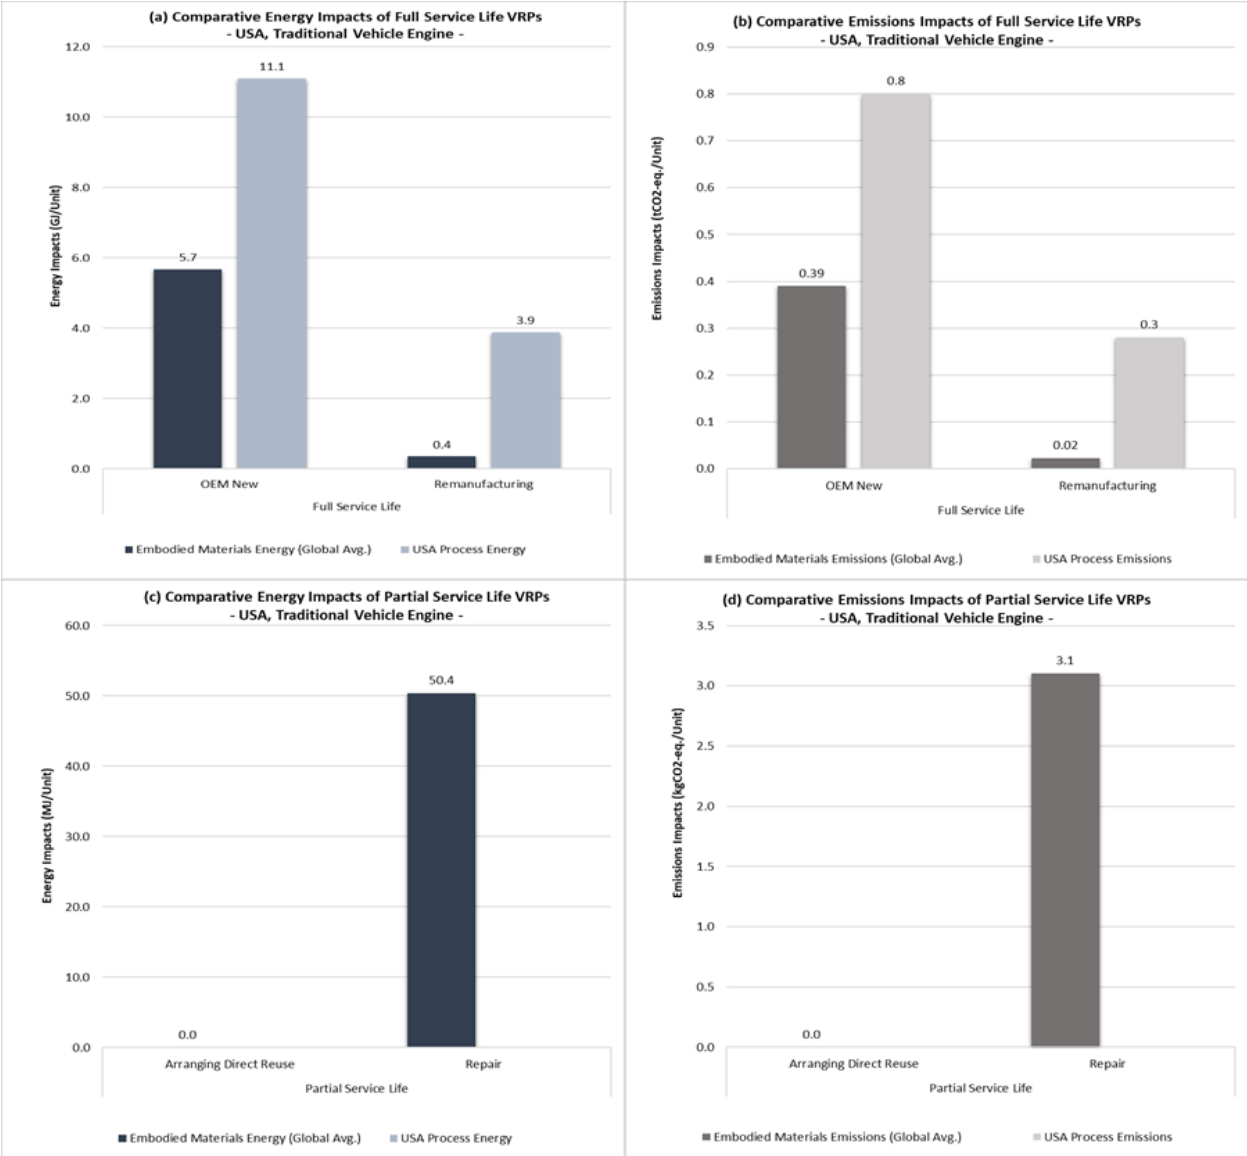 (a) Comparative Energy Impacts of Full Service Life VRPs
- USA, Traditional Vehicle Engine -
12.0
10.0
8.0
6.0
4.0
2.0
0.0
Energy Impacts (GJ/Unit)
5.7
11.1
0.4
3.9
OEM New
Remanufacturing
Full Service Life
Embodied Materials Energy (Global Avg.)
USA Process Energy
(b) Comparative Emissions Impacts of Full Service Life VRPs
- USA, Traditional Vehicle Engine -
0.9
0.8
0.7
0.6
0.5
0.4
0.3
0.2
0.1
0.0
Emissions Impacts (tCO2-eq./Unit)
0.39
0.8
0.02
0.3
OEM New
Remanufacturing
Full Service Life
Embodied Materials Emissions (Global Avg.)
USA Process Emissions
(c) Comparative Energy Impacts of Partial Service Life VRPs
- USA, Traditional Vehicle Engine -
60.0
50.0
40.0
30.0
20.0
10.0
0.0
Energy Impacts (MJ/Unit)
0.0
50.4
Arranging Direct Reuse
Repair
Partial Service Life
Embodied Materials Energy (Global Avg.)
USA Process Energy
(d) Comparative Emissions Impacts of Partial Service Life VRPs
- USA, Traditional Vehicle Engine -
3.5
3.0
2.5
2.0
1.5
1.0
0.5
0.0
Emissions Impacts (kgCO2-eq./Unit)
0.0
3.1
Arranging Direct Reuse
Repair
Partial Service Life
Embodied Materials Emissions (Global Avg.)
USA Process Emissions